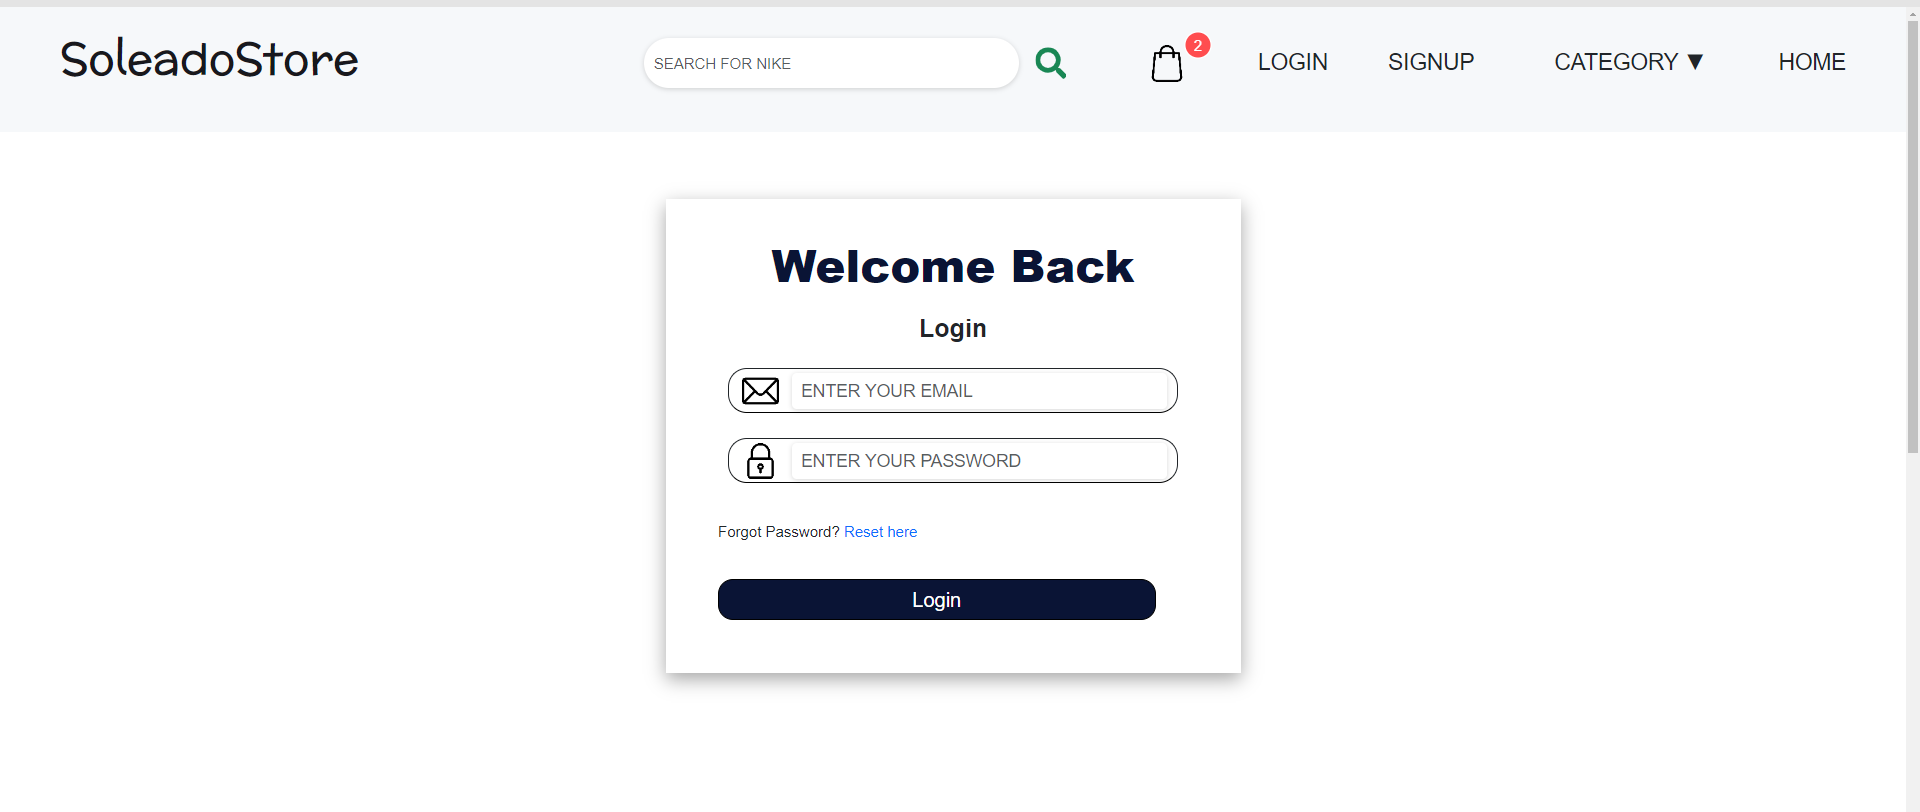 SoleadoStore
SEARCH FOR NIKE
2
LOGIN
SIGNUP
CATEGORY ▼
HOME
Welcome Back
Login
ENTER YOUR EMAIL
ENTER YOUR PASSWORD
Forgot Password? Reset here
Login